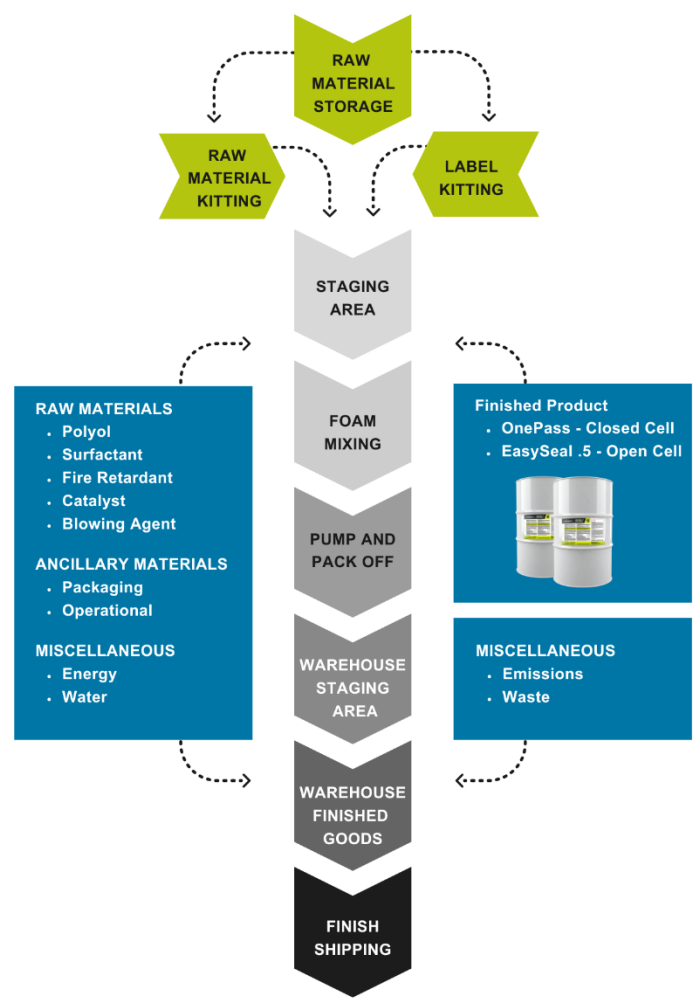 RAW
MATERIAL
STORAGE
RAW
MATERIAL
KITTING
LABEL
KITTING
STAGING
AREA
FOAM
MIXING
PUMP AND
PACK OFF
WAREHOUSE
STAGING
AREA
WAREHOUSE
FINISHED
GOODS
FINISH
SHIPPING
RAW MATERIALS
• Polyol
• Surfactant
• Fire Retardant
• Catalyst
• Blowing Agent
ANCILLARY MATERIALS
• Packaging
• Operational
MISCELLANEOUS
• Energy
• Water
Finished Product
• OnePass - Closed Cell
• EasySeal .5 - Open Cell
MISCELLANEOUS
• Emissions
• Waste